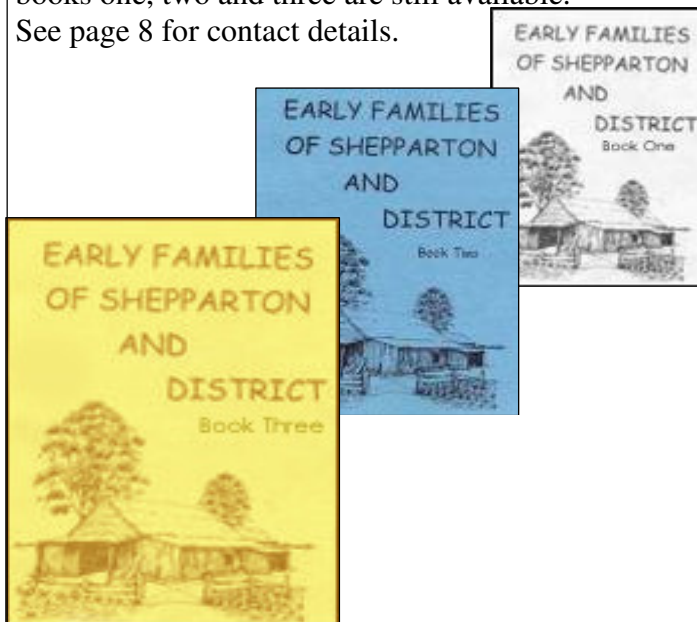 books one, two and three are still available.
See page 8 for contact details.
EARLY FAMILIES
OF SHEPPARTON
AND
DISTRICT
Book One
EARLY FAMILIES
OF SHEPPARTON
AND
DISTRICT
Book Two
EARLY FAMILIES
OF SHEPPARTON
AND
DISTRICT
Book Three